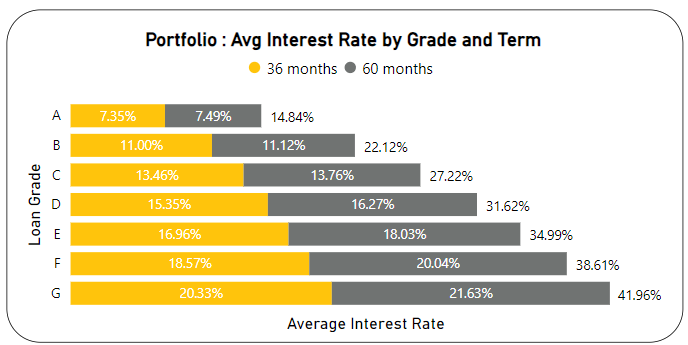 Portfolio : Avg Interest Rate by Grade and Term
36 months 60 months
Loan Grade
A 7.35% 7.49% 14.84%
B 11.00% 11.12% 22.12%
C 13.46% 13.76% 27.22%
D 15.35% 16.27% 31.62%
E 16.96% 18.03% 34.99%
F 18.57% 20.04% 38.61%
G 20.33% 21.63% 41.96%
Average Interest Rate